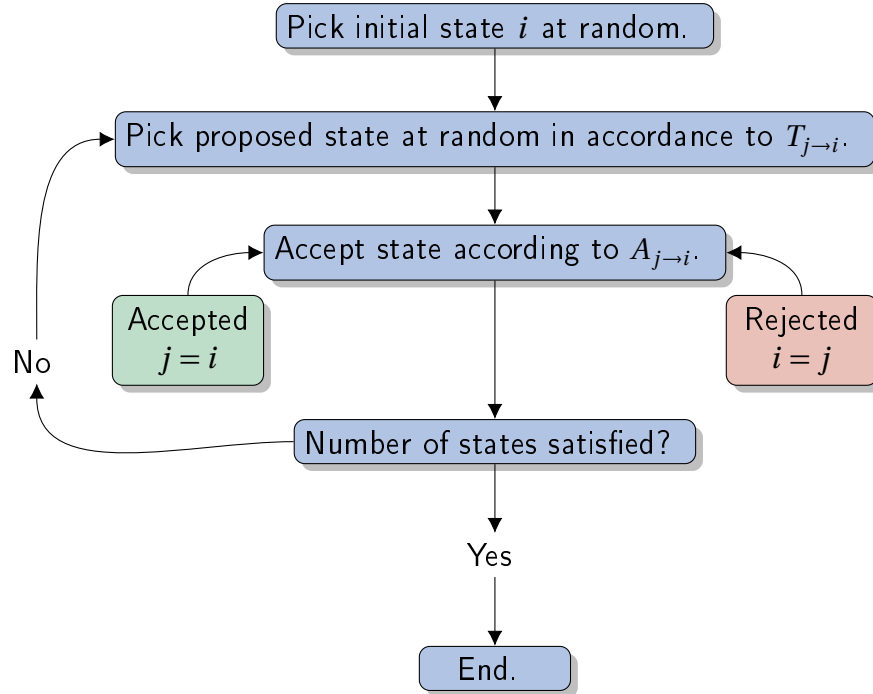 Pick initial state i at random.
Pick proposed state at random in accordance to T_{j→i}.
Accept state according to A_{j→i}.
Accepted
j = i
Rejected
i = j
No
Number of states satisfied?
Yes
End.